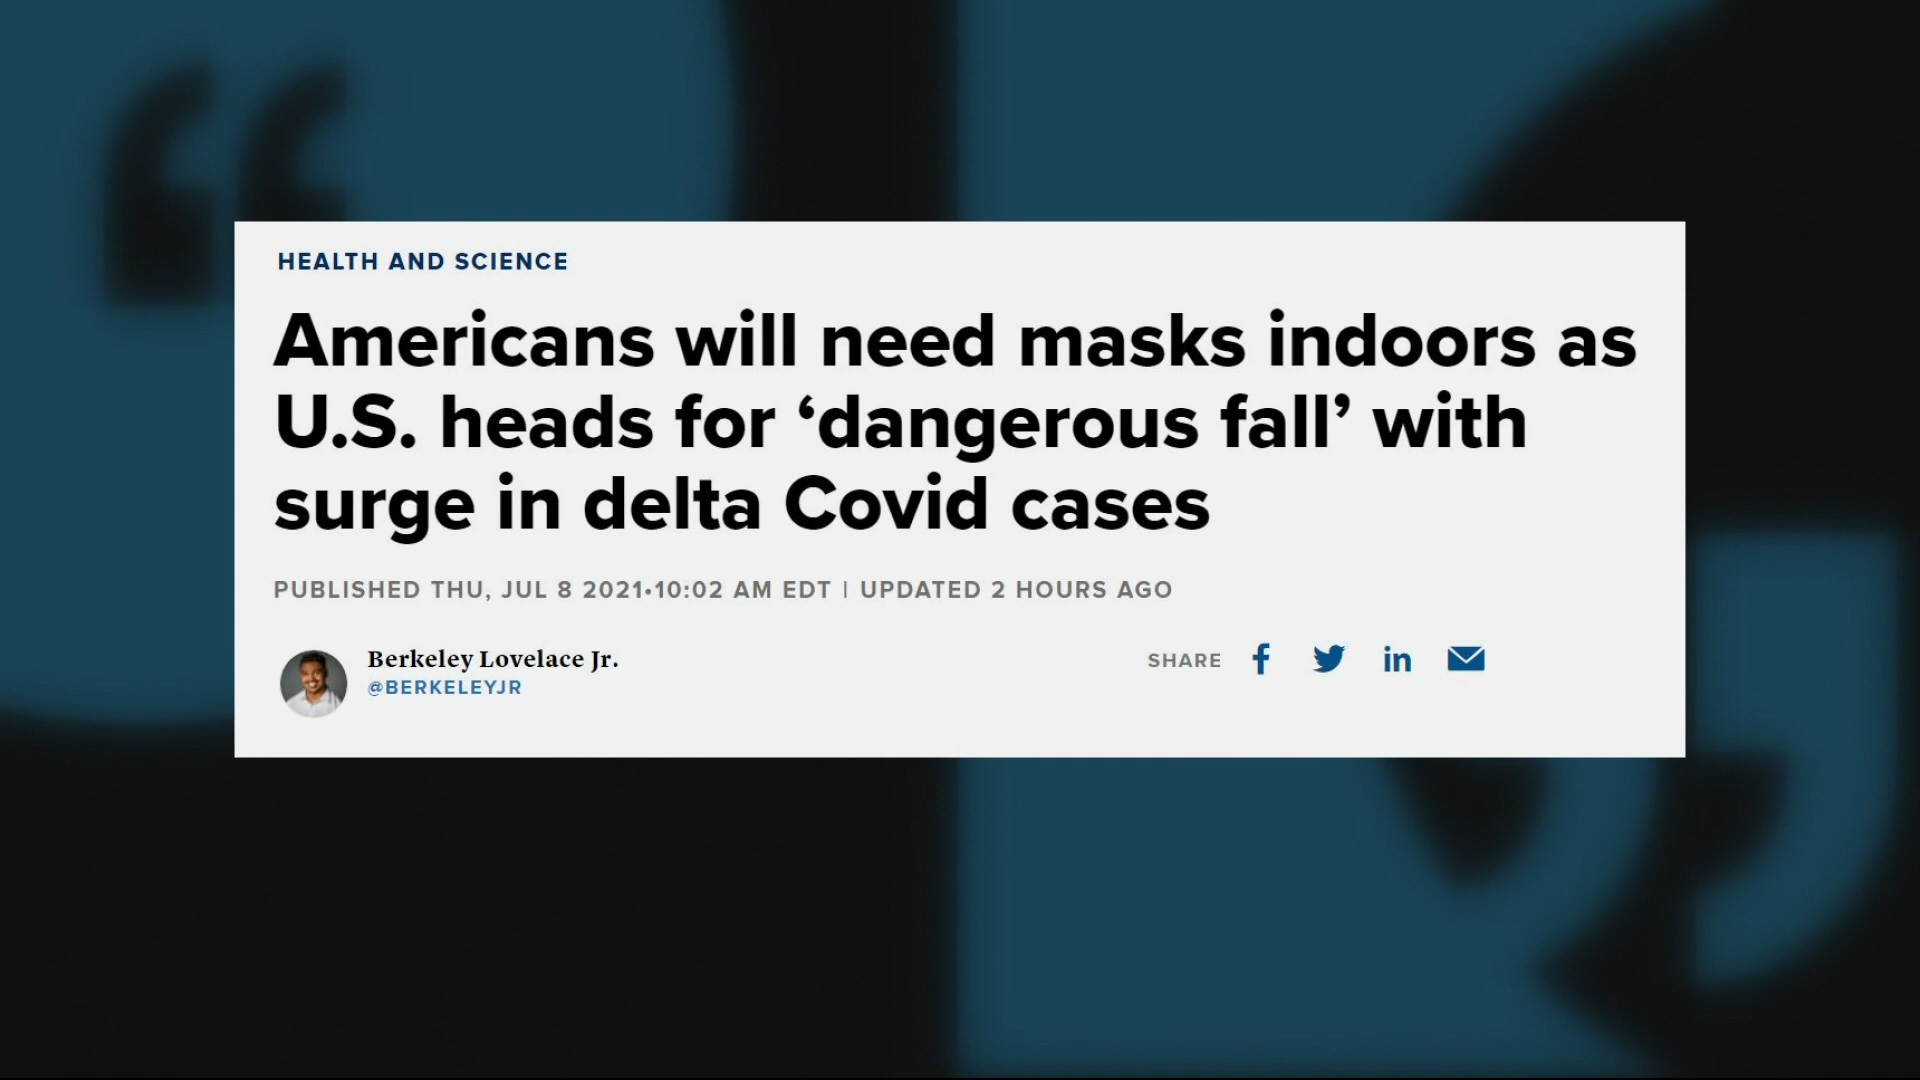 HEALTH AND SCIENCE
Americans will need masks indoors as
U.S. heads for ‘dangerous fall’ with
surge in delta Covid cases
PUBLISHED THU, JUL 8 2021•10:02 AM EDT | UPDATED 2 HOURS AGO
Berkeley Lovelace Jr.
@BERKELEYJR
SHARE